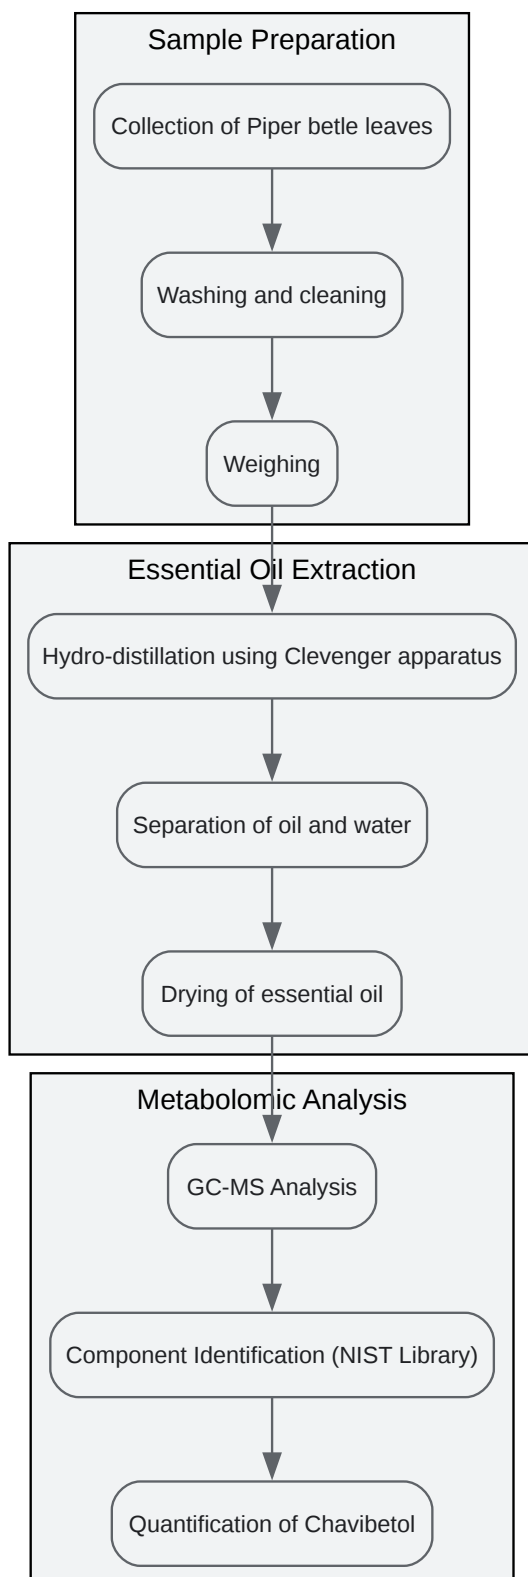 Sample Preparation
Collection of Piper betle leaves
Washing and cleaning
Weighing
Essential Oil Extraction
Hydro-distillation using Clevenger apparatus
Separation of oil and water
Drying of essential oil
Metabolomic Analysis
GC-MS Analysis
Component Identification (NIST Library)
Quantification of Chavibetol